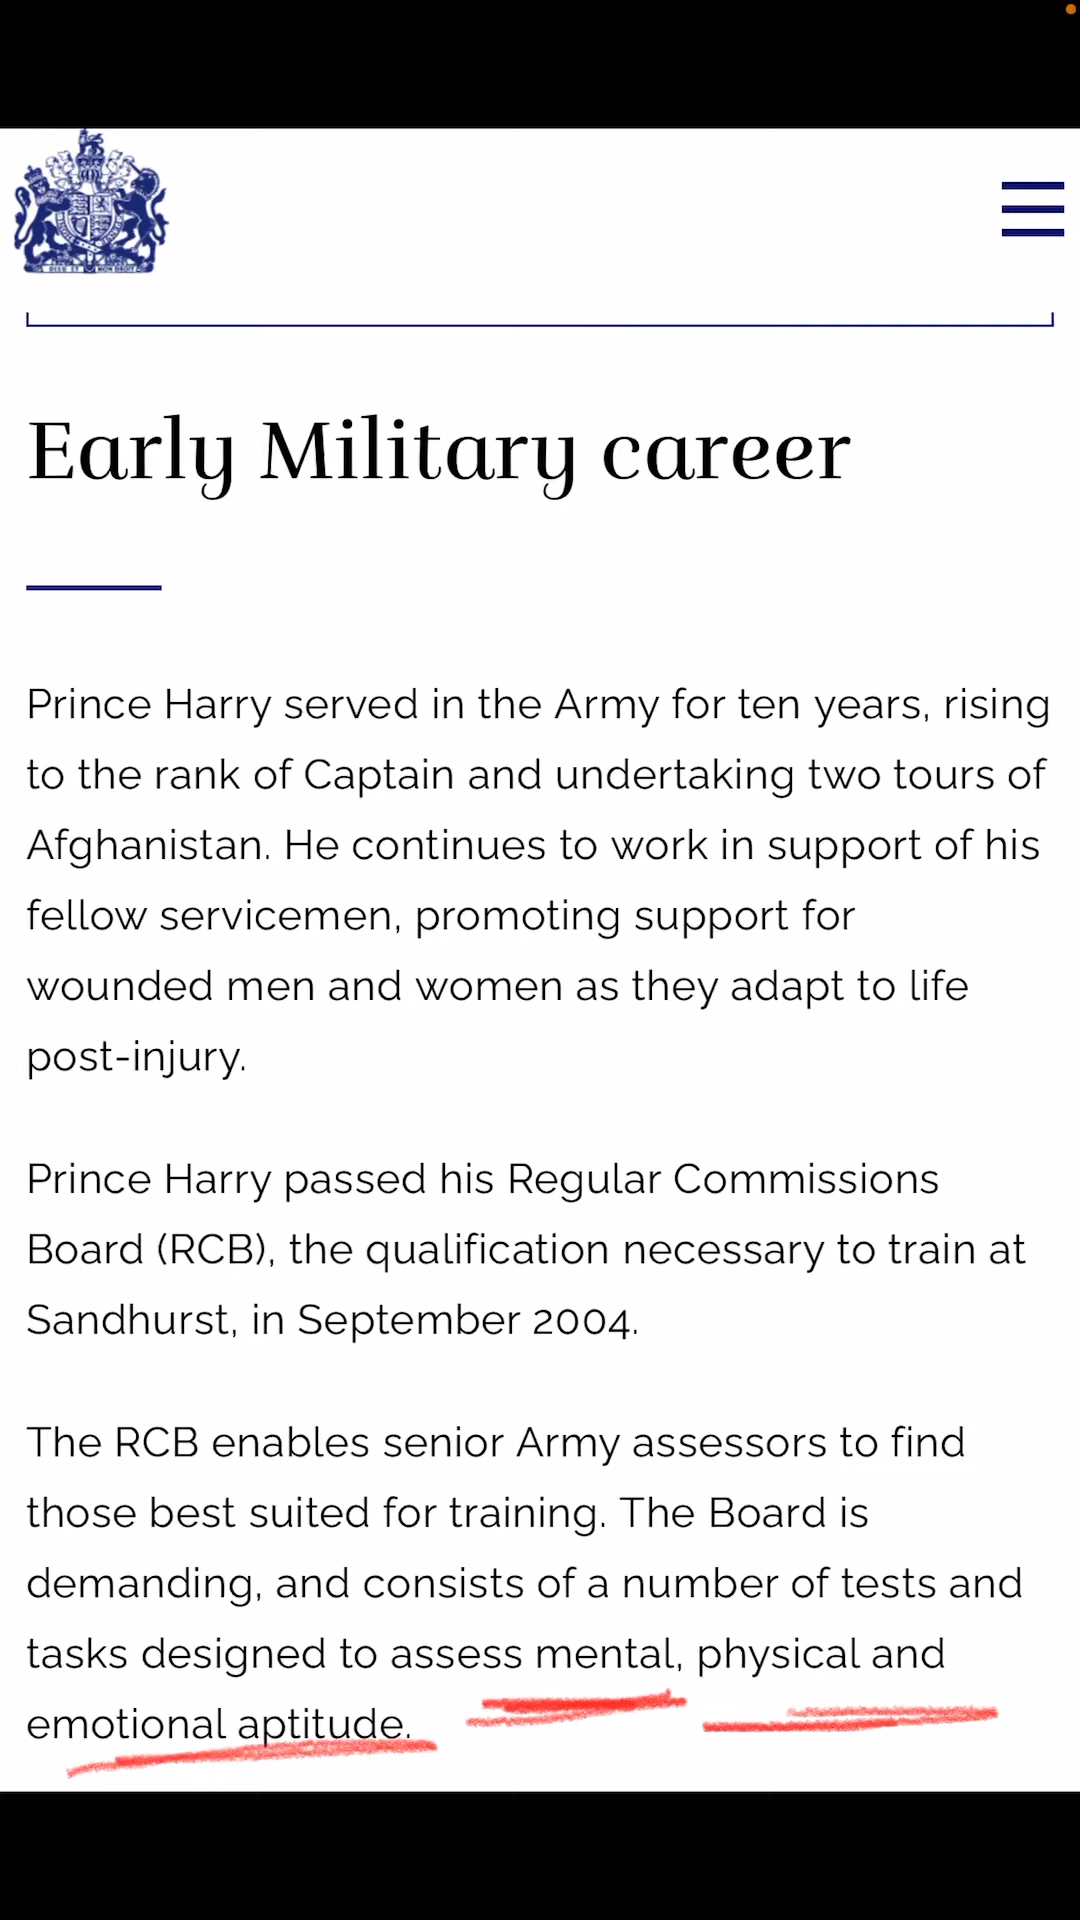 Early Military career
Prince Harry served in the Army for ten years, rising
to the rank of Captain and undertaking two tours of
Afghanistan. He continues to work in support of his
fellow servicemen, promoting support for
wounded men and women as they adapt to life
post-injury.
Prince Harry passed his Regular Commissions
Board (RCB), the qualification necessary to train at
Sandhurst, in September 2004.
The RCB enables senior Army assessors to find
those best suited for training. The Board is
demanding, and consists of a number of tests and
tasks designed to assess mental, physical and
emotional aptitude.